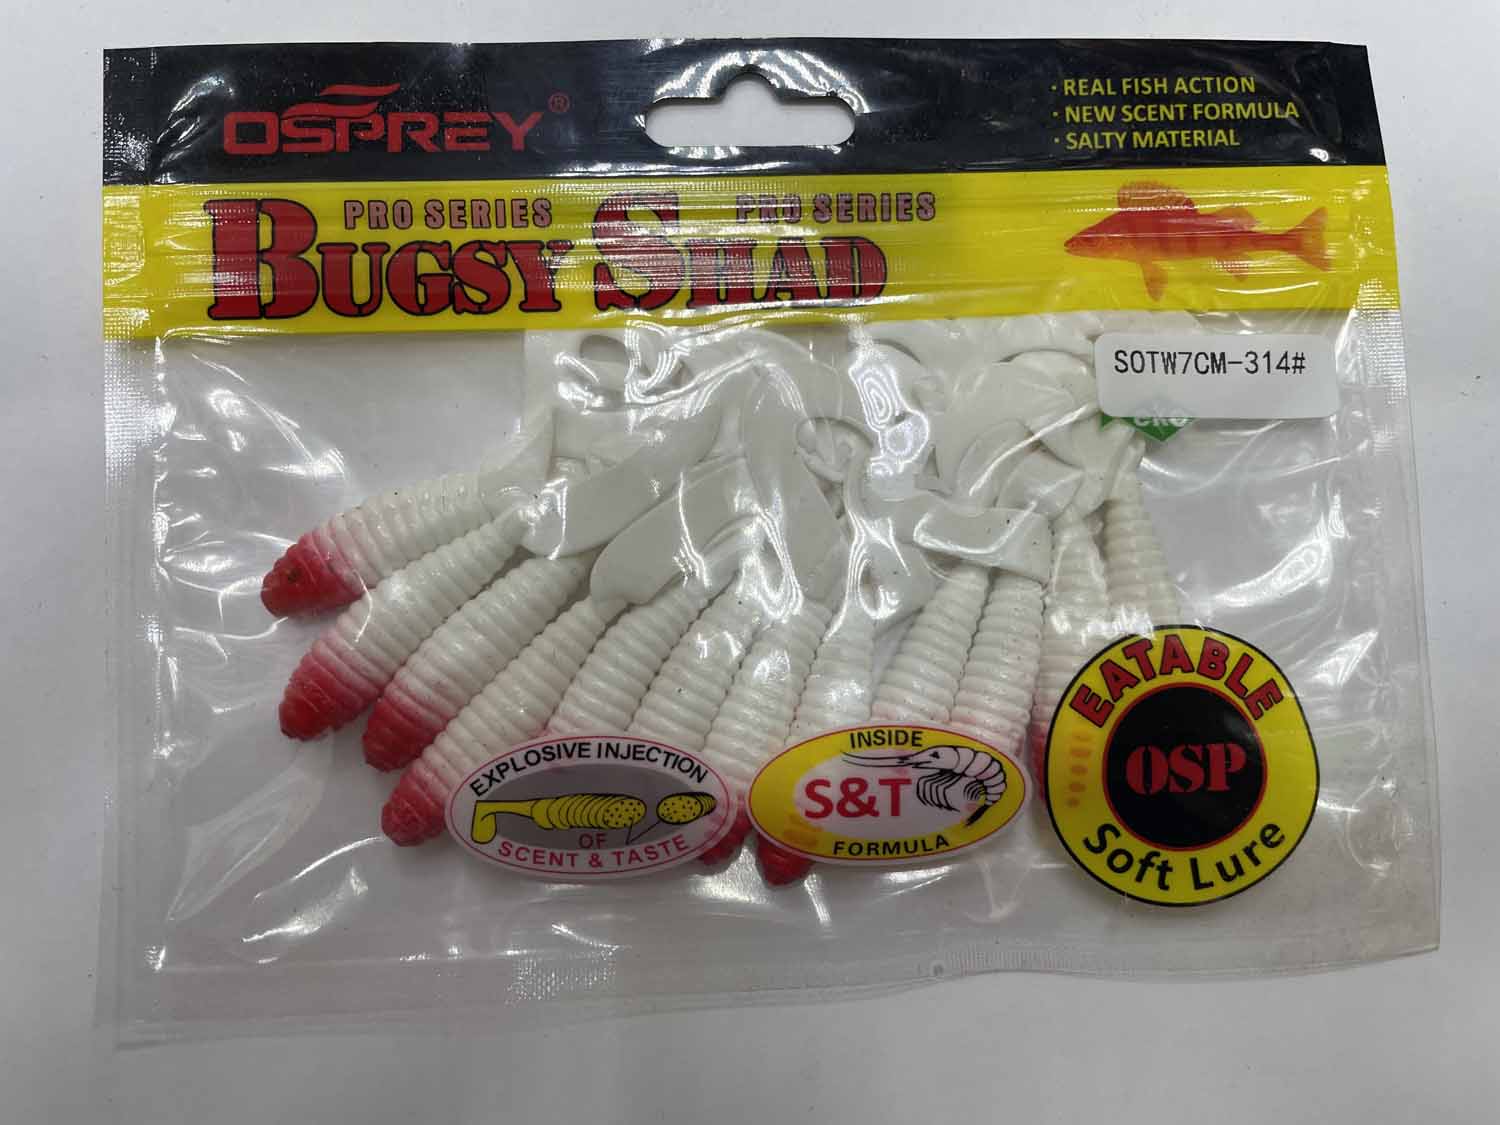 OSPREY®
· REAL FISH ACTION
· NEW SCENT FORMULA
· SALTY MATERIAL
PRO SERIES PRO SERIES
BUGSY SHAD
SOTW7CM-314#
EXPLOSIVE INJECTION
OF
SCENT & TASTE
INSIDE
S&T
FORMULA
EATABLE
OSP
Soft Lure